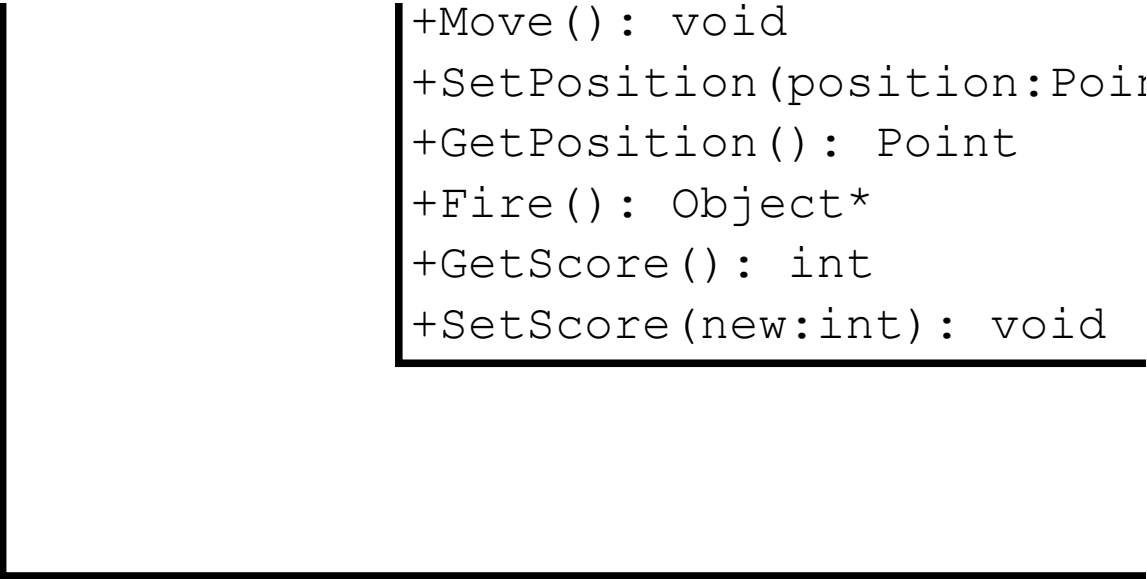 +Move(): void
+SetPosition(position:Poin
+GetPosition(): Point
+Fire(): Object*
+GetScore(): int
+SetScore(new:int): void